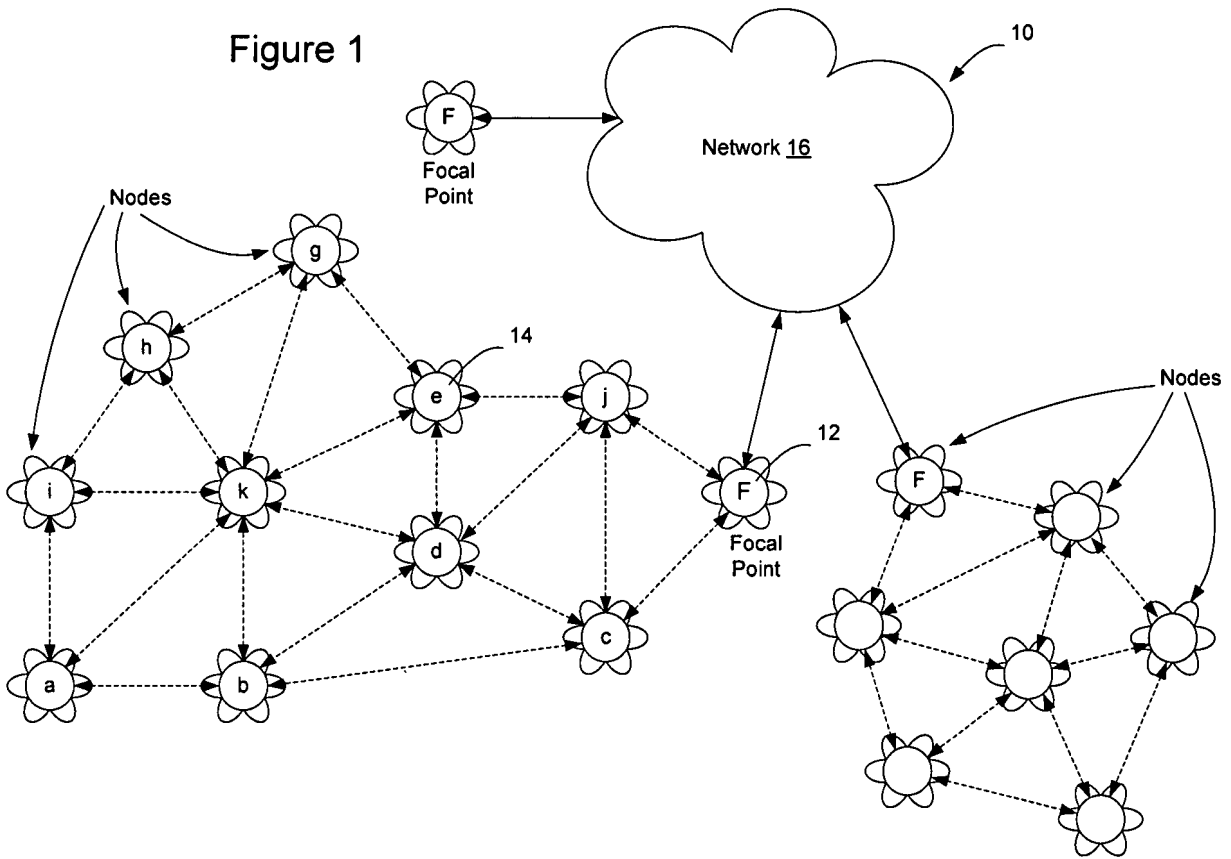 Figure 1
10
F
Focal
Point
Network 16
Nodes
g
h
e
14
j
Nodes
12
i
k
F
Focal
Point
F
d
c
a
b